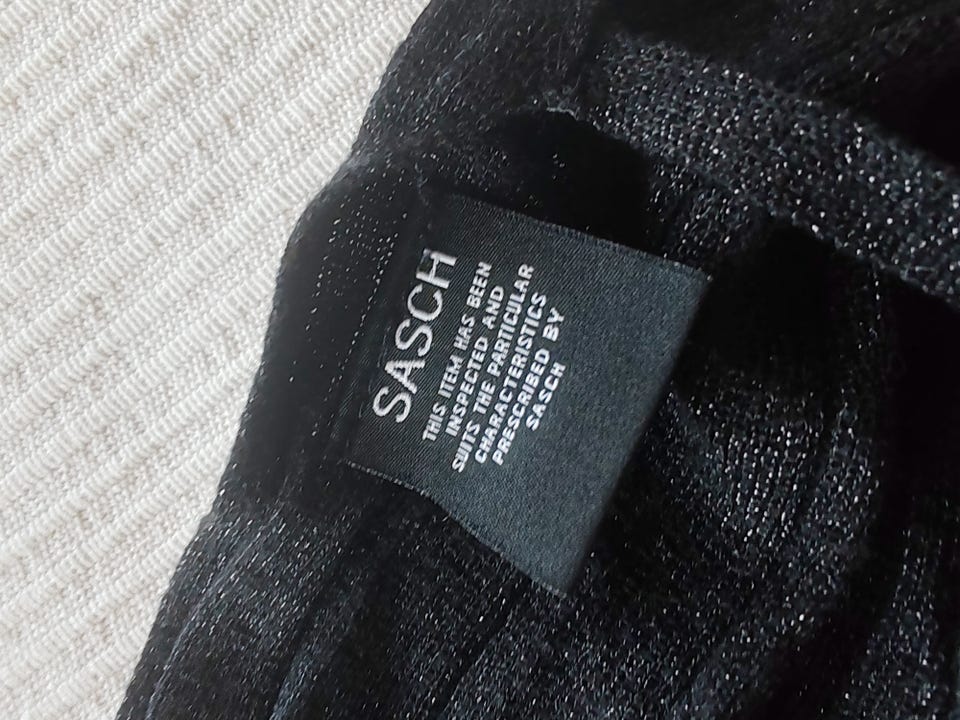 SASCH
THIS ITEM HAS BEEN
INSPECTED AND
SUITS THE PARTICULAR
CHARACTERISTICS
PRESCRIBED BY
SASCH